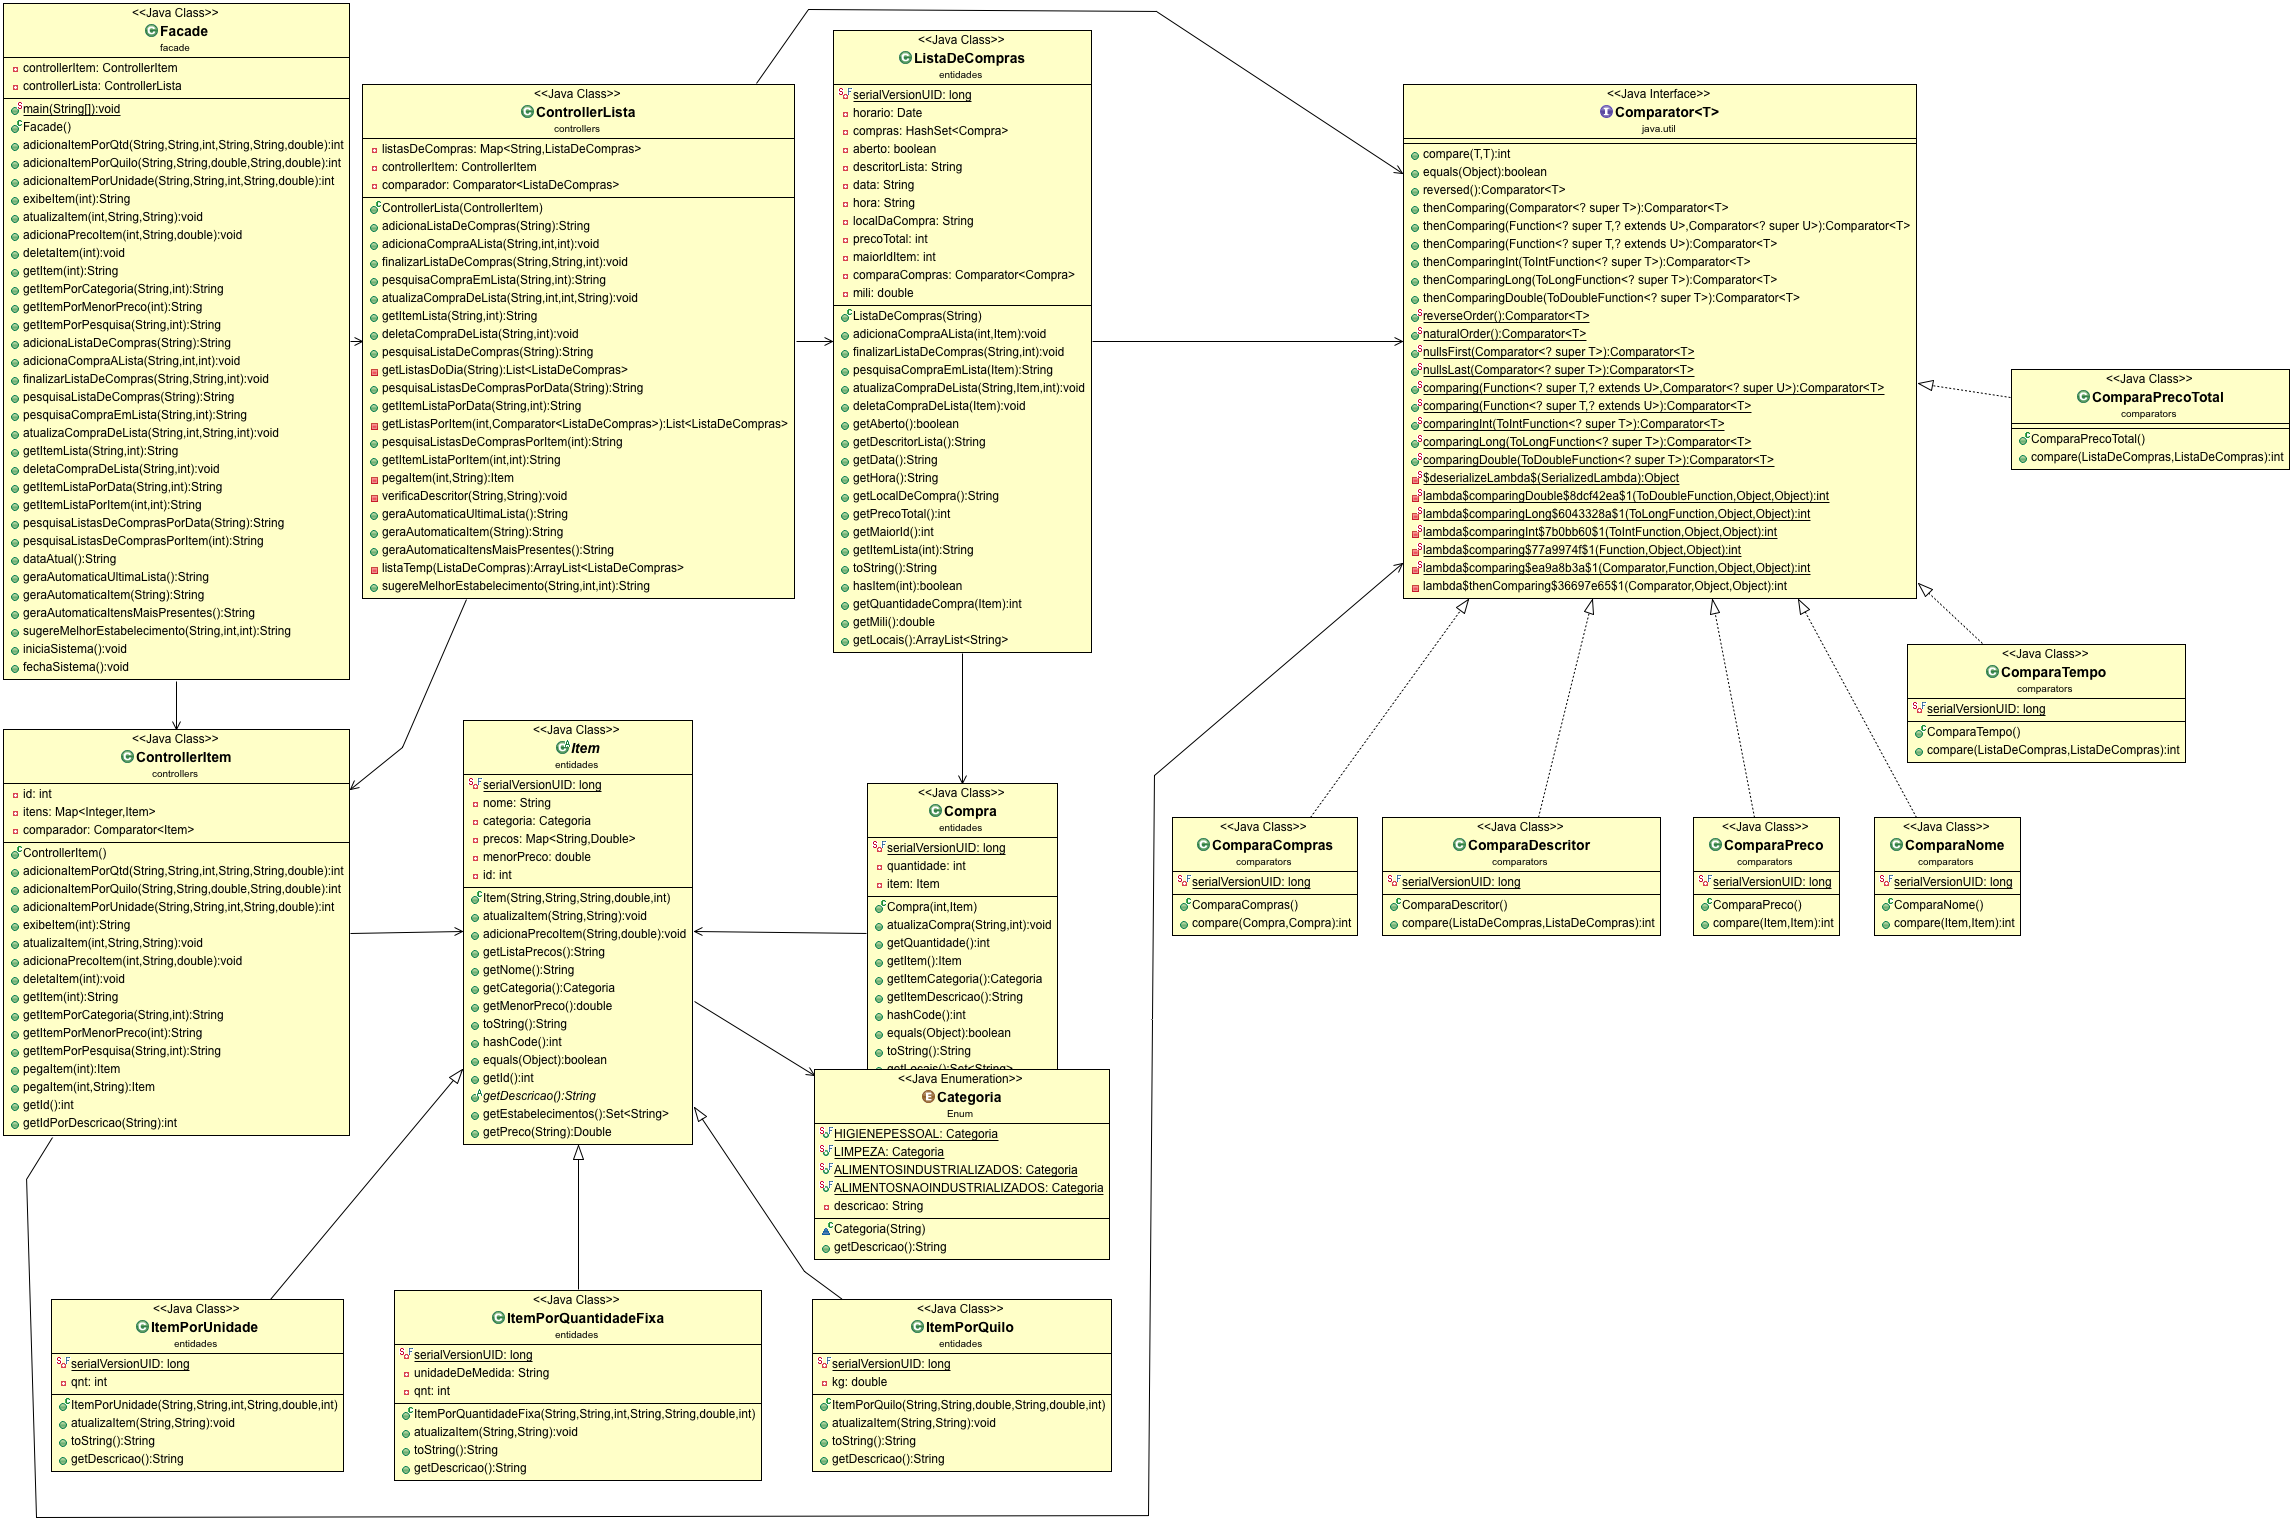 <<Java Class>>
Facade
facade
controllerItem: ControllerItem
controllerLista: ControllerLista
main(String[]):void
Facade()
adicionaItemPorQtd(String,String,int,String,String,double):int
adicionaItemPorQuilo(String,String,double,String,double):int
adicionaItemPorUnidade(String,String,int,String,double):int
exibeItem(int):String
atualizaItem(int,String,String):void
adicionaPrecoItem(int,String,double):void
deletaItem(int):void
getItem(int):String
getItemPorCategoria(String,int):String
getItemPorMenorPreco(int):String
getItemPorPesquisa(String,int):String
adicionaListaDeCompras(String):String
adicionaCompraALista(String,int,int):void
finalizarListaDeCompras(String,String,int):void
pesquisaListaDeCompras(String):String
pesquisaCompraEmLista(String,int):String
atualizaCompraDeLista(String,int,String,int):void
getItemLista(String,int):String
deletaCompraDeLista(String,int):void
getItemListaPorData(String,int):String
getItemListaPorItem(int,int):String
pesquisaListasDeComprasPorData(String):String
pesquisaListasDeComprasPorItem(int):String
dataAtual():String
geraAutomaticaUltimaLista():String
geraAutomaticaItem(String):String
geraAutomaticaItensMaisPresentes():String
sugereMelhorEstabelecimento(String,int,int):String
iniciaSistema():void
fechaSistema():void
<<Java Class>>
ControllerLista
controllers
listasDeCompras: Map<String,ListaDeCompras>
controllerItem: ControllerItem
comparador: Comparator<ListaDeCompras>
ControllerLista(ControllerItem)
adicionaListaDeCompras(String):String
adicionaCompraALista(String,int,int):void
finalizarListaDeCompras(String,String,int):void
pesquisaCompraEmLista(String,int):String
atualizaCompraDeLista(String,int,int,String):void
getItemLista(String,int):String
deletaCompraDeLista(String,int):void
pesquisaListaDeCompras(String):String
getListasDoDia(String):List<ListaDeCompras>
pesquisaListasDeComprasPorData(String):String
getItemListaPorData(String,int):String
getListasPorItem(int,Comparator<ListaDeCompras>):List<ListaDeCompras>
pesquisaListasDeComprasPorItem(int):String
getItemListaPorItem(int,int):String
pegaItem(int,String):Item
verificaDescritor(String,String):void
geraAutomaticaUltimaLista():String
geraAutomaticaItem(String):String
geraAutomaticaItensMaisPresentes():String
listaTemp(ListaDeCompras):ArrayList<ListaDeCompras>
sugereMelhorEstabelecimento(String,int,int):String
<<Java Class>>
ListaDeCompras
entidades
serialVersionUID: long
horario: Date
compras: HashSet<Compra>
aberto: boolean
descritorLista: String
data: String
hora: String
localDaCompra: String
precoTotal: int
maiorIdItem: int
comparaCompras: Comparator<Compra>
mili: double
ListaDeCompras(String)
adicionaCompraALista(int,Item):void
finalizarListaDeCompras(String,int):void
pesquisaCompraEmLista(Item):String
atualizaCompraDeLista(String,Item,int):void
deletaCompraDeLista(Item):void
getAberto():boolean
getDescritorLista():String
getData():String
getHora():String
getLocalDeCompra():String
getPrecoTotal():int
getMaiorId():int
getItemLista(int):String
toString():String
hasItem(int):boolean
getQuantidadeCompra(Item):int
getMili():double
getLocais():ArrayList<String>
<<Java Interface>>
Comparator<T>
java.util
compare(T,T):int
equals(Object):boolean
reversed():Comparator<T>
thenComparing(Comparator<? super T>):Comparator<T>
thenComparing(Function<? super T,? extends U>,Comparator<? super U>):Comparator<T>
thenComparing(Function<? super T,? extends U>):Comparator<T>
thenComparingInt(ToIntFunction<? super T>):Comparator<T>
thenComparingLong(ToLongFunction<? super T>):Comparator<T>
thenComparingDouble(ToDoubleFunction<? super T>):Comparator<T>
reverseOrder():Comparator<T>
naturalOrder():Comparator<T>
nullsFirst(Comparator<? super T>):Comparator<T>
nullsLast(Comparator<? super T>):Comparator<T>
comparing(Function<? super T,? extends U>,Comparator<? super U>):Comparator<T>
comparing(Function<? super T,? extends U>):Comparator<T>
comparingInt(ToIntFunction<? super T>):Comparator<T>
comparingLong(ToLongFunction<? super T>):Comparator<T>
comparingDouble(ToDoubleFunction<? super T>):Comparator<T>
$deserializeLambda$(SerializedLambda):Object
lambda$comparingDouble$8dcf42ea$1(ToDoubleFunction,Object,Object):int
lambda$comparingLong$6043328a$1(ToLongFunction,Object,Object):int
lambda$comparingInt$7b0bb60$1(ToIntFunction,Object,Object):int
lambda$comparing$77a9974f$1(Function,Object,Object):int
lambda$comparing$ea9a8b3a$1(Comparator,Function,Object,Object):int
lambda$thenComparing$36697e65$1(Comparator,Object,Object):int
<<Java Class>>
ComparaPrecoTotal
comparators
ComparaPrecoTotal()
compare(ListaDeCompras,ListaDeCompras):int
<<Java Class>>
ComparaTempo
comparators
serialVersionUID: long
ComparaTempo()
compare(ListaDeCompras,ListaDeCompras):int
<<Java Class>>
ControllerItem
controllers
id: int
itens: Map<Integer,Item>
comparador: Comparator<Item>
ControllerItem()
adicionaItemPorQtd(String,String,int,String,String,double):int
adicionaItemPorQuilo(String,String,double,String,double):int
adicionaItemPorUnidade(String,String,int,String,double):int
exibeItem(int):String
atualizaItem(int,String,String):void
adicionaPrecoItem(int,String,double):void
deletaItem(int):void
getItem(int):String
getItemPorCategoria(String,int):String
getItemPorMenorPreco(int):String
getItemPorPesquisa(String,int):String
pegaItem(int):Item
pegaItem(int,String):Item
getId():int
getIdPorDescricao(String):int
<<Java Class>>
Item
entidades
serialVersionUID: long
nome: String
categoria: Categoria
precos: Map<String,Double>
menorPreco: double
id: int
Item(String,String,String,double,int)
atualizaItem(String,String):void
adicionaPrecoItem(String,double):void
getListaPrecos():String
getNome():String
getCategoria():Categoria
getMenorPreco():double
toString():String
hashCode():int
equals(Object):boolean
getId():int
getDescricao():String
getEstabelecimentos():Set<String>
getPreco(String):Double
<<Java Class>>
Compra
entidades
serialVersionUID: long
quantidade: int
item: Item
Compra(int,Item)
atualizaCompra(String,int):void
getQuantidade():int
getItem():Item
getItemCategoria():Categoria
getItemDescricao():String
hashCode():int
equals(Object):boolean
toString():String
getLocais():Set<String>
<<Java Enumeration>>
Categoria
Enum
HIGIENEPESSOAL: Categoria
LIMPEZA: Categoria
ALIMENTOSINDUSTRIALIZADOS: Categoria
ALIMENTOSNAOINDUSTRIALIZADOS: Categoria
descricao: String
Categoria(String)
getDescricao():String
<<Java Class>>
ComparaCompras
comparators
serialVersionUID: long
ComparaCompras()
compare(Compra,Compra):int
<<Java Class>>
ComparaDescritor
comparators
serialVersionUID: long
ComparaDescritor()
compare(ListaDeCompras,ListaDeCompras):int
<<Java Class>>
ComparaPreco
comparators
serialVersionUID: long
ComparaPreco()
compare(Item,Item):int
<<Java Class>>
ComparaNome
comparators
serialVersionUID: long
ComparaNome()
compare(Item,Item):int
<<Java Class>>
ItemPorUnidade
entidades
serialVersionUID: long
qnt: int
ItemPorUnidade(String,String,int,String,double,int)
atualizaItem(String,String):void
toString():String
getDescricao():String
<<Java Class>>
ItemPorQuantidadeFixa
entidades
serialVersionUID: long
unidadeDeMedida: String
qnt: int
ItemPorQuantidadeFixa(String,String,int,String,String,double,int)
atualizaItem(String,String):void
toString():String
getDescricao():String
<<Java Class>>
ItemPorQuilo
entidades
serialVersionUID: long
kg: double
ItemPorQuilo(String,String,double,String,double,int)
atualizaItem(String,String):void
toString():String
getDescricao():String